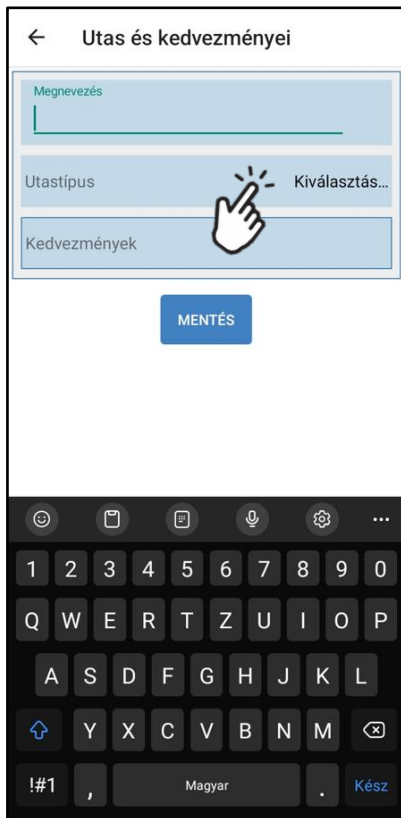 Utas és kedvezményei
Megnevezés
Utastípus Kiválasztás...
Kedvezmények
MENTÉS
1 2 3 4 5 6 7 8 9 0
Q W E R T Z U I O P
A S D F G H J K L
Y X C V B N M
!#1 , Magyar . Kész